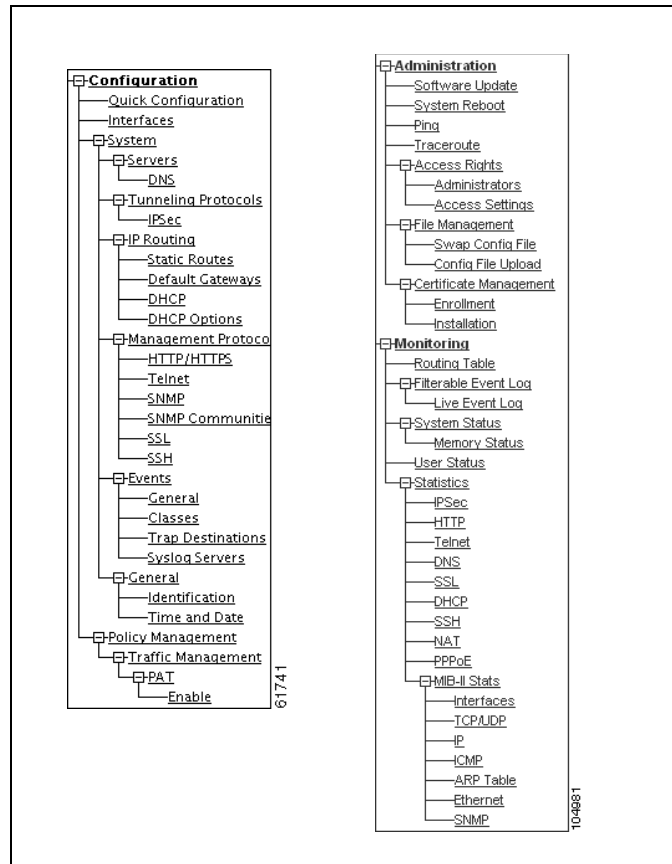 Configuration
Quick Configuration
Interfaces
System
Servers
DNS
Tunneling Protocols
IPSec
IP Routing
Static Routes
Default Gateways
DHCP
DHCP Options
Management Protoco
HTTP/HTTPS
Telnet
SNMP
SNMP Communitie
SSL
SSH
Events
General
Classes
Trap Destinations
Syslog Servers
General
Identification
Time and Date
Policy Management
Traffic Management
PAT
Enable
61741
Administration
Software Update
System Reboot
Ping
Traceroute
Access Rights
Administrators
Access Settings
File Management
Swap Config File
Config File Upload
Certificate Management
Enrollment
Installation
Monitoring
Routing Table
Filterable Event Log
Live Event Log
System Status
Memory Status
User Status
Statistics
IPSec
HTTP
Telnet
DNS
SSL
DHCP
SSH
NAT
PPPoE
MIB-II Stats
Interfaces
TCP/UDP
IP
ICMP
ARP Table
Ethernet
SNMP
104981